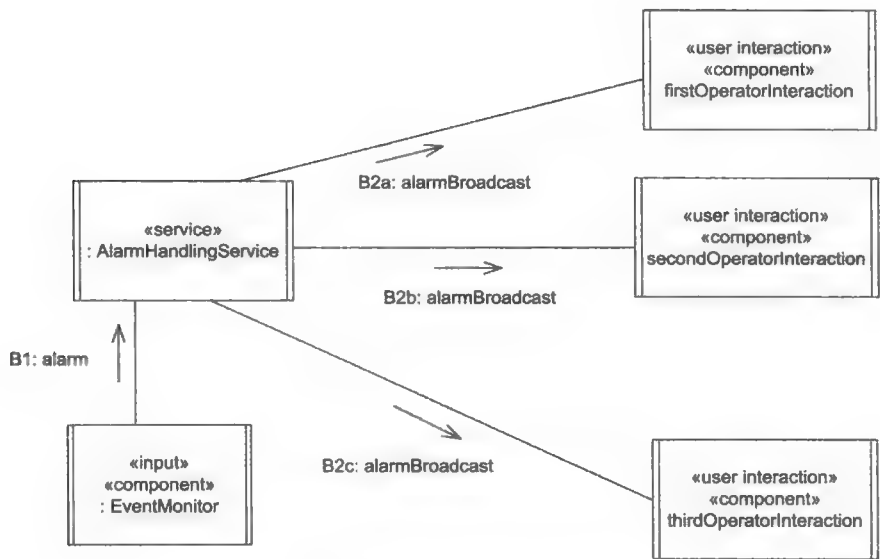 «user interaction»
«component»
firstOperatorInteraction
B2a: alarmBroadcast
«service»
: AlarmHandlingService
«user interaction»
«component»
secondOperatorInteraction
B2b: alarmBroadcast
B1: alarm
B2c: alarmBroadcast
«input»
«component»
: EventMonitor
«user interaction»
«component»
thirdOperatorInteraction